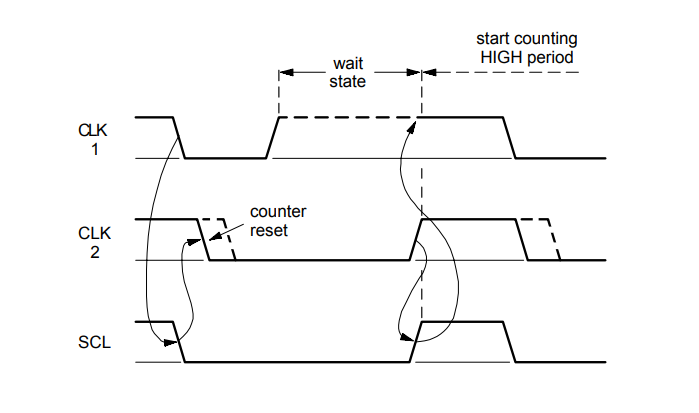 start counting
HIGH period
wait
state
CLK
1
counter
reset
CLK
2
SCL